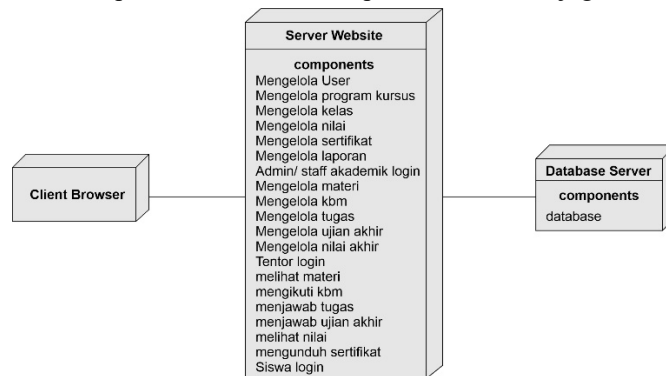 Client Browser
Server Website
components
Mengelola User
Mengelola program kursus
Mengelola kelas
Mengelola nilai
Mengelola sertifikat
Mengelola laporan
Admin/ staff akademik login
Mengelola materi
Mengelola kbm
Mengelola tugas
Mengelola ujian akhir
Mengelola nilai akhir
Tentor login
melihat materi
mengikuti kbm
menjawab tugas
menjawab ujian akhir
melihat nilai
mengunduh sertifikat
Siswa login
Database Server
components
database